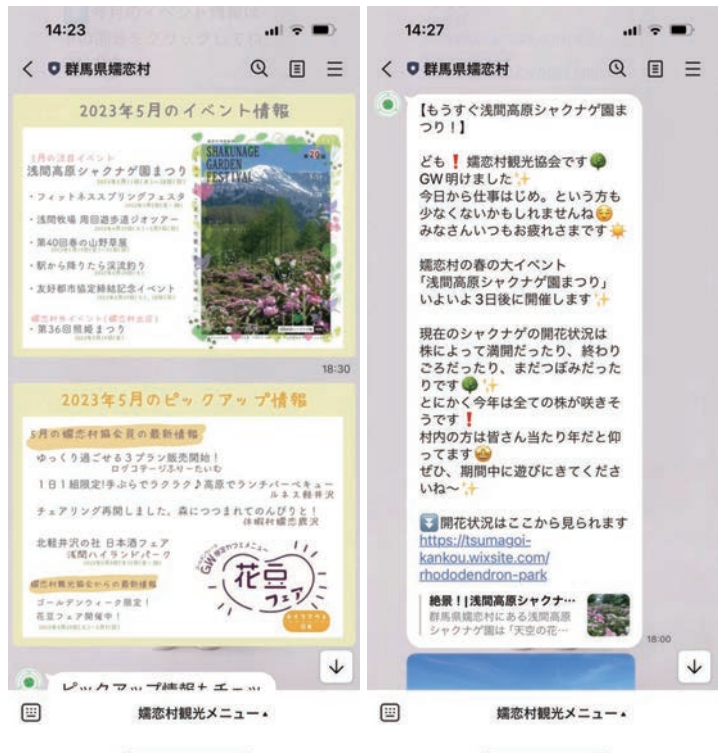 14:23
群馬県嬬恋村
2023年5月のイベント情報
5月の注目イベント
浅間高原シャクナゲ園まつり
・フィットネススプリングフェスタ
・浅間牧場 周回遊歩道ジオツアー
・第40回春の山野草展
・駅から降りたら渓流釣り
・友好都市協定締結記念イベント
・第36回熊姫まつり
SHAKUNAGE
GARDEN
FESTIVAL
18:30
2023年5月のピックアップ情報
5月の嬬恋村協会員の最新情報
ゆっくり過ごせる3プラン販売開始!
ログコテージふりーたいむ
1日1組限定!手ぶらでラクラク♪高原でランチバーベキュー
ルネス軽井沢
チェアリング再開しました。森につつまれてのんびりと!
休暇村嬬恋鹿沢
北軽井沢の社 日本酒フェア
浅間ハイランドパーク
嬬恋村観光協会からの最新情報
ゴールデンウィーク限定!
花豆フェア開催中!
花豆
フェア
ピックアップ情報もチェッ
嬬恋村観光メニュー▲
14:27
群馬県嬬恋村
【もうすぐ浅間高原シャクナゲ園ま
つり!】
ども❗嬬恋村観光協会です🌳
GW明けました✨
今日から仕事はじめ。という方も
少なくないかもしれませんね😌
みなさんいつもお疲れさまです☀️
嬬恋村の春の大イベント
「浅間高原シャクナゲ園まつり」
いよいよ3日後に開催します✨
現在のシャクナゲの開花状況は
株によって満開だったり、終わり
ごろだったり、まだつぼみだった
りです🌳✨
とにかく今年は全ての株が咲きそ
うです❗
村内の方は皆さん当たり年だと仰
ってます🤩
ぜひ、期間中に遊びにきてくださ
いね〜✨
⏬開花状況はここから見られます
https://tsumagoi-
kankou.wixsite.com/
rhododendron-park
絶景!|浅間高原シャクナ…
群馬県嬬恋村にある浅間高原
シャクナゲ園は「天空の花…
18:00
嬬恋村観光メニュー▲